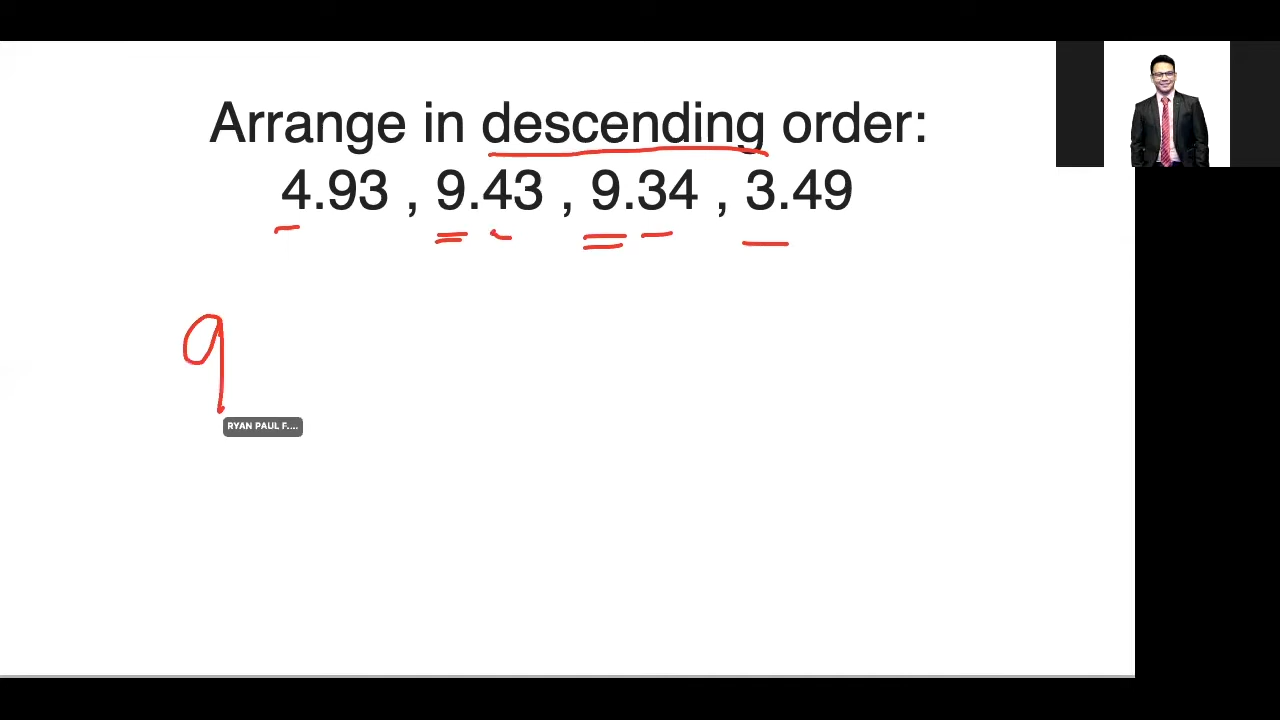 Arrange in descending order:
4.93 , 9.43 , 9.34 , 3.49
9
RYAN PAUL F....